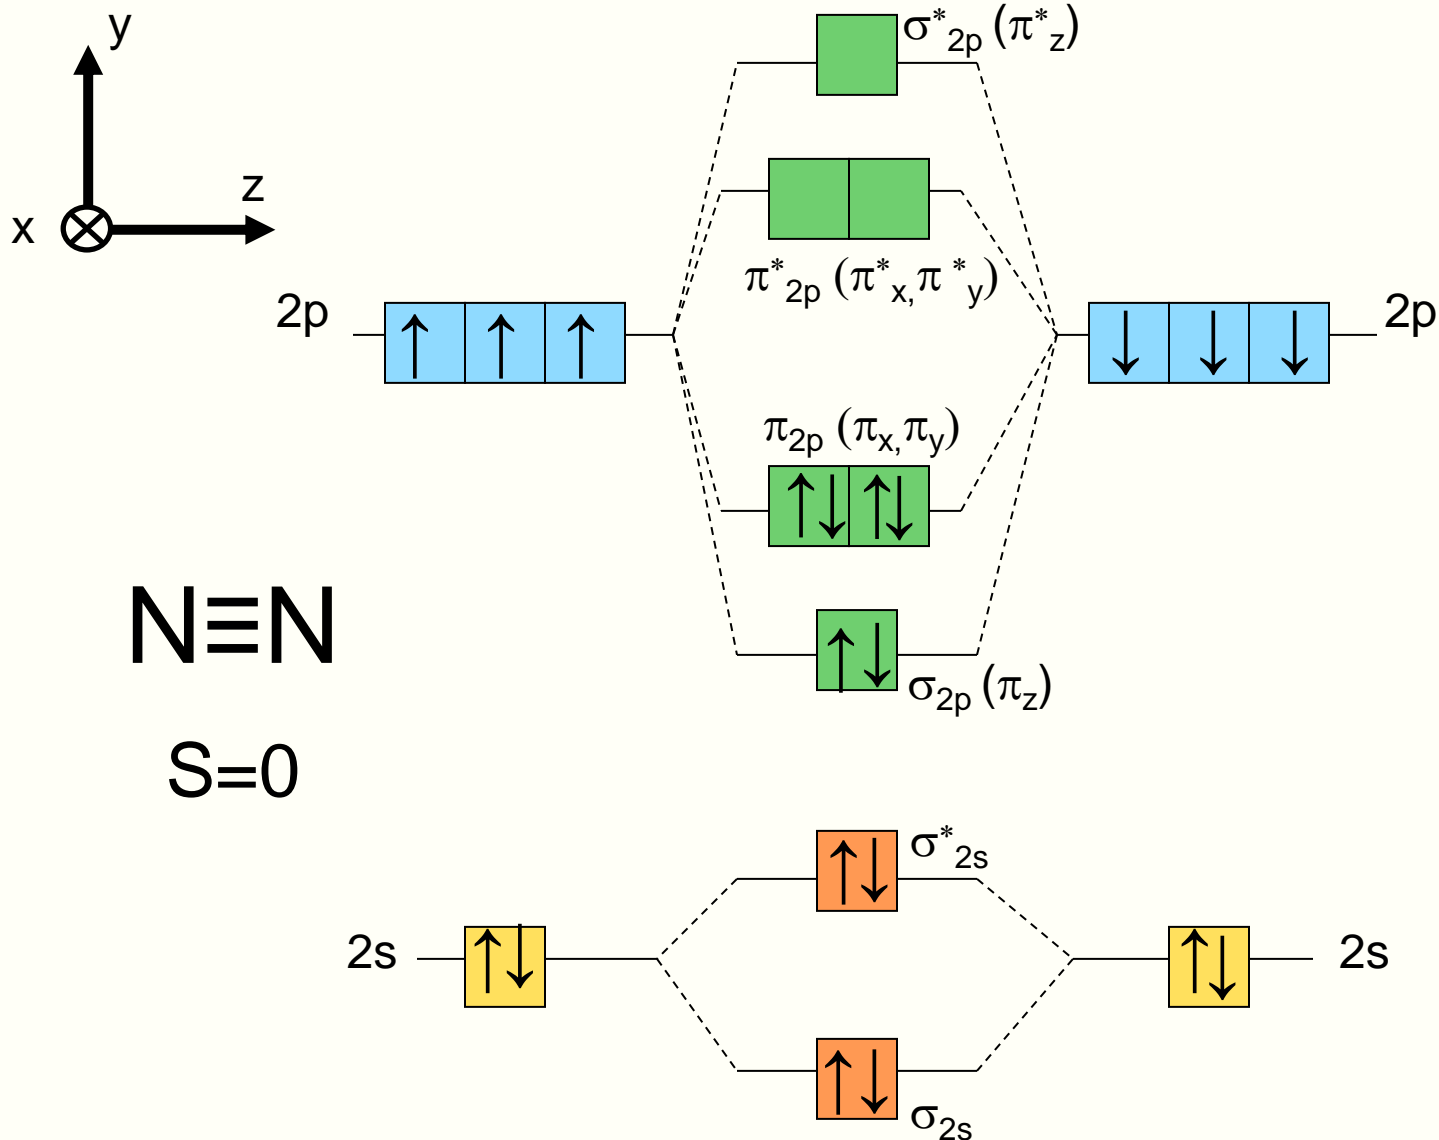 y
σ*2p (π*z)
z
x
π*2p (π*x,π*y)
2p
↑ ↑ ↑
↓ ↓ ↓
2p
π2p (πx,πy)
↑↓ ↑↓
N≡N
↑↓
σ2p (πz)
S=0
↑↓
σ*2s
2s
↑↓
↑↓
2s
↑↓
σ2s